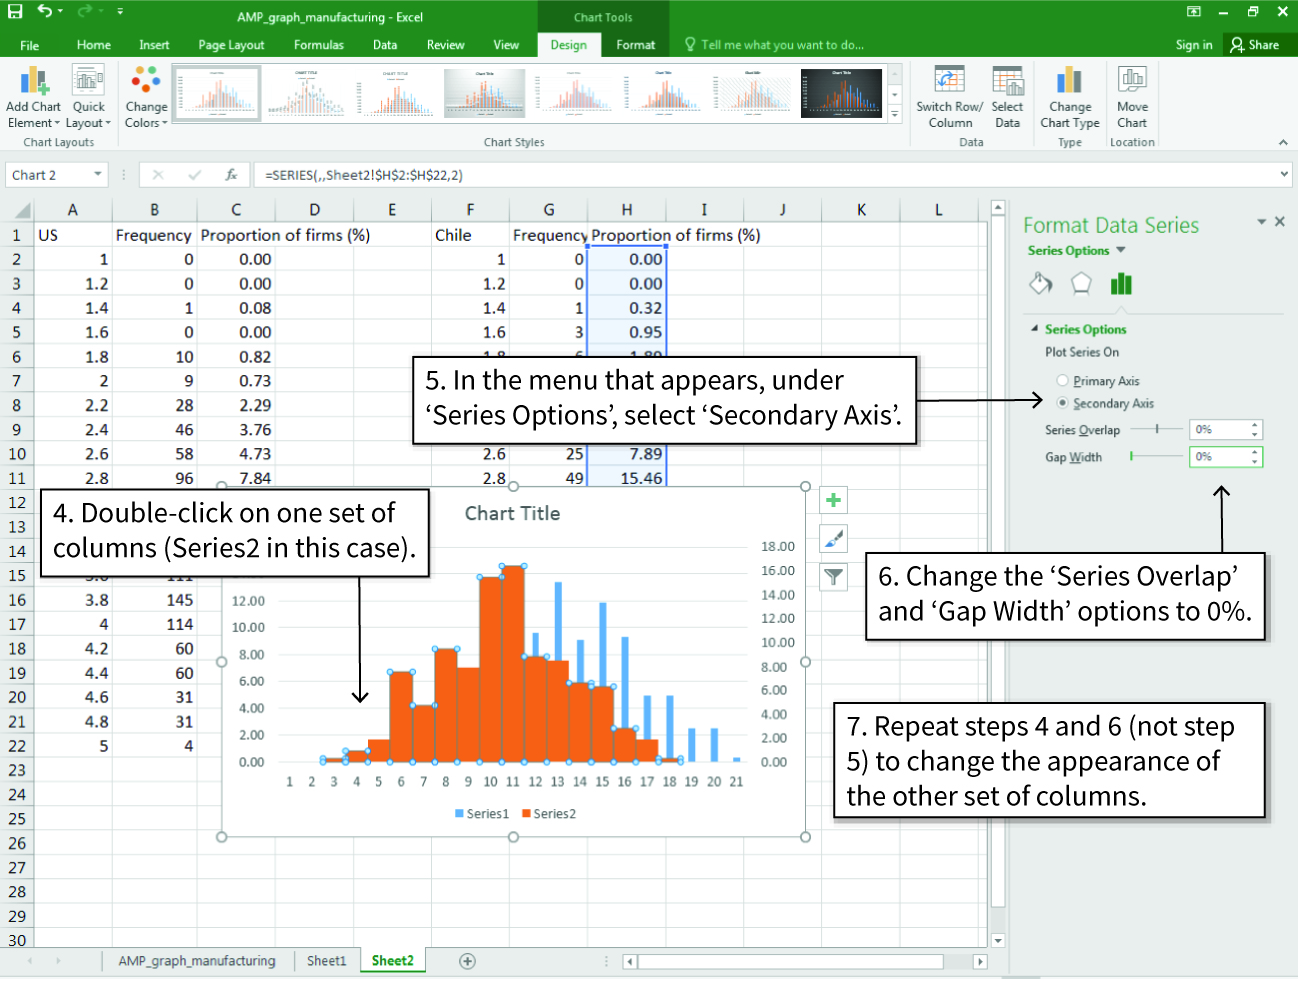 AMP_graph_manufacturing - Excel
Chart Tools
File Home Insert Page Layout Formulas Data Review View Design Format Tell me what you want to do... Sign in Share
Add Chart Element
Quick Layout
Change Colors
Switch Row/ Column
Select Data
Change Chart Type
Move Chart
Chart Layouts Chart Styles Data Type Location
Chart 2 fx =SERIES(,,Sheet2!$H$2:$H$22,2)
A B C D E F G H I J K L
1 US Frequency Proportion of firms (%) Chile Frequency Proportion of firms (%)
2 1 0 0.00 1 0 0.00
3 1.2 0 0.00 1.2 0 0.00
4 1.4 1 0.08 1.4 1 0.32
5 1.6 0 0.00 1.6 3 0.95
6 1.8 10 0.82 1.8 6 1.89
7 2 9 0.73
8 2.2 28 2.29
9 2.4 46 3.76
10 2.6 58 4.73 2.6 25 7.89
11 2.8 96 7.84 2.8 49 15.46
12
13
14
15
16 3.8 145
17 4 114
18 4.2 60
19 4.4 60
20 4.6 31
21 4.8 31
22 5 4
23
24
25
26
27
28
29
30
5. In the menu that appears, under
‘Series Options’, select ‘Secondary Axis’.
4. Double-click on one set of
columns (Series2 in this case).
Chart Title
12.00
10.00
8.00
6.00
4.00
2.00
0.00
18.00
16.00
14.00
12.00
10.00
8.00
6.00
4.00
2.00
0.00
1 2 3 4 5 6 7 8 9 10 11 12 13 14 15 16 17 18 19 20 21
Series1 Series2
Format Data Series
Series Options
Series Options
Plot Series On
Primary Axis
Secondary Axis
Series Overlap 0%
Gap Width 0%
6. Change the ‘Series Overlap’
and ‘Gap Width’ options to 0%.
7. Repeat steps 4 and 6 (not step
5) to change the appearance of
the other set of columns.
AMP_graph_manufacturing Sheet1 Sheet2